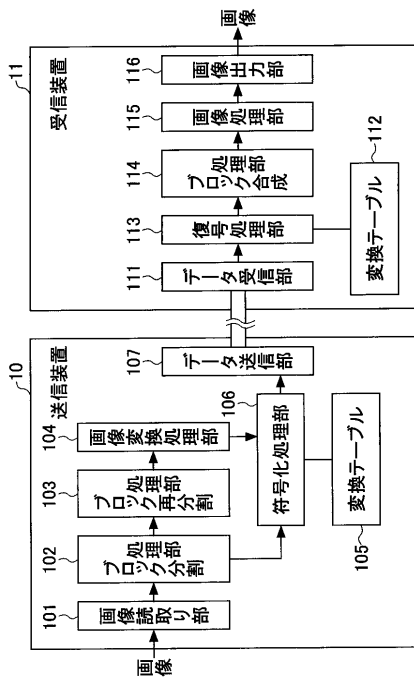 10
送信装置
画像
101
画像読取り部
102
ブロック分割
処理部
103
ブロック再分割
処理部
104
画像変換処理部
105
変換テーブル
106
符号化処理部
107
データ送信部
11
受信装置
111
データ受信部
112
変換テーブル
113
復号処理部
114
ブロック合成
処理部
115
画像処理部
116
画像出力部
画像